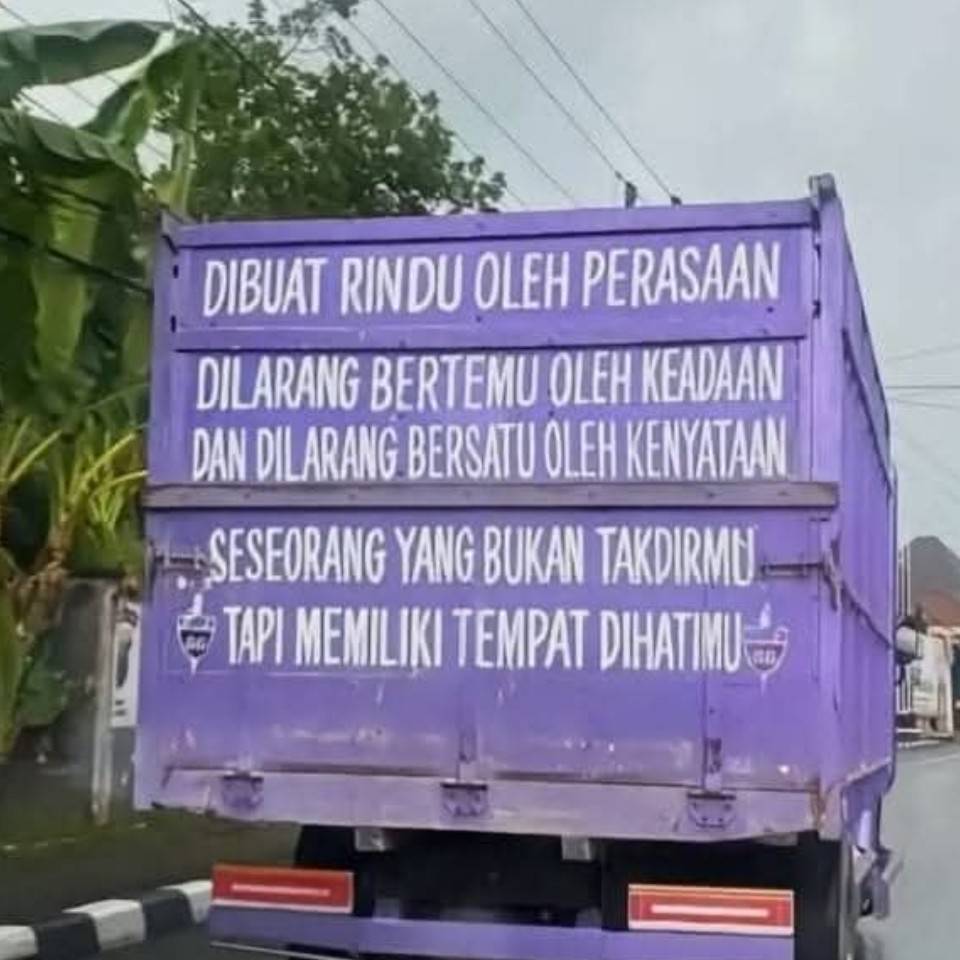 DIBUAT RINDU OLEH PERASAAN
DILARANG BERTEMU OLEH KEADAAN
DAN DILARANG BERSATU OLEH KENYATAAN
SESEORANG YANG BUKAN TAKDIRMU
TAPI MEMILIKI TEMPAT DIHATIMU